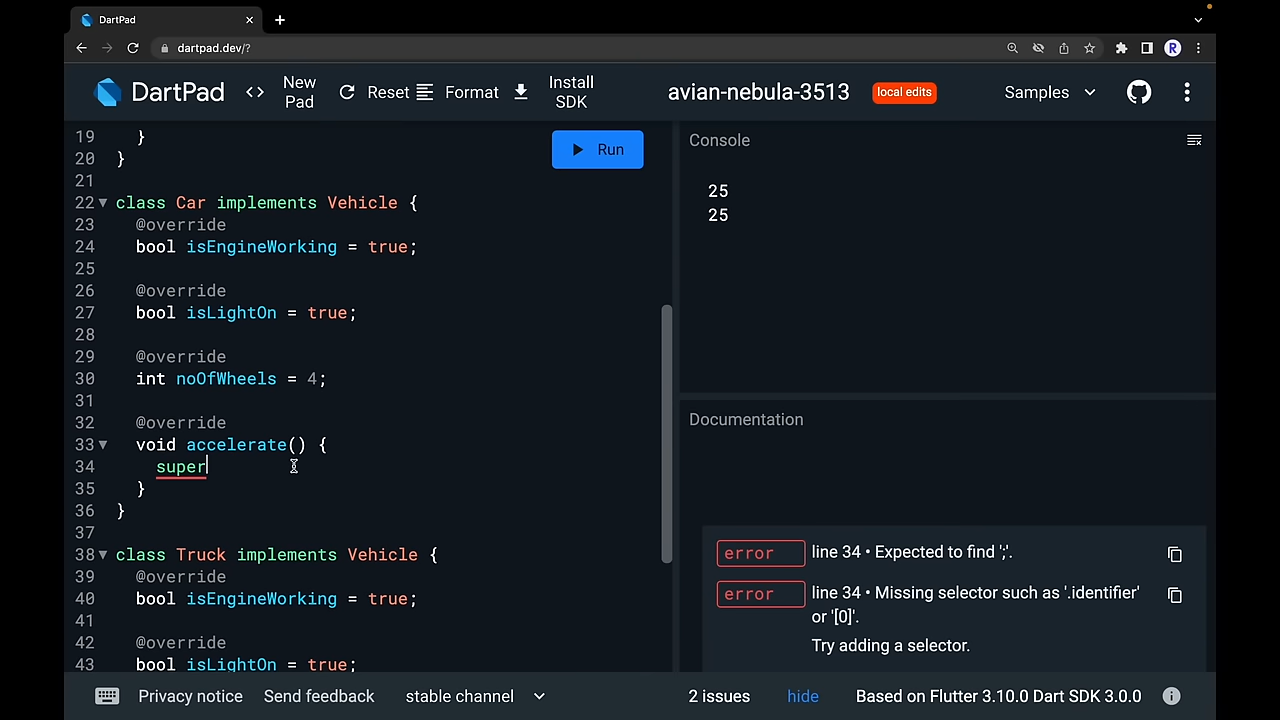 DartPad
dartpad.dev/?
R
DartPad
<>
New Pad
Reset
Format
Install SDK
avian-nebula-3513
local edits
Samples
19 }
20 }
21
22 class Car implements Vehicle {
23 @override
24 bool isEngineWorking = true;
25
26 @override
27 bool isLightOn = true;
28
29 @override
30 int noOfWheels = 4;
31
32 @override
33 void accelerate() {
34 super
35 }
36 }
37
38 class Truck implements Vehicle {
39 @override
40 bool isEngineWorking = true;
41
42 @override
43 bool isLightOn = true;
Run
Console
25
25
Documentation
error line 34 • Expected to find ';'.
error line 34 • Missing selector such as '.identifier'
or '[0]'.
Try adding a selector.
Privacy notice
Send feedback
stable channel
2 issues
hide
Based on Flutter 3.10.0 Dart SDK 3.0.0